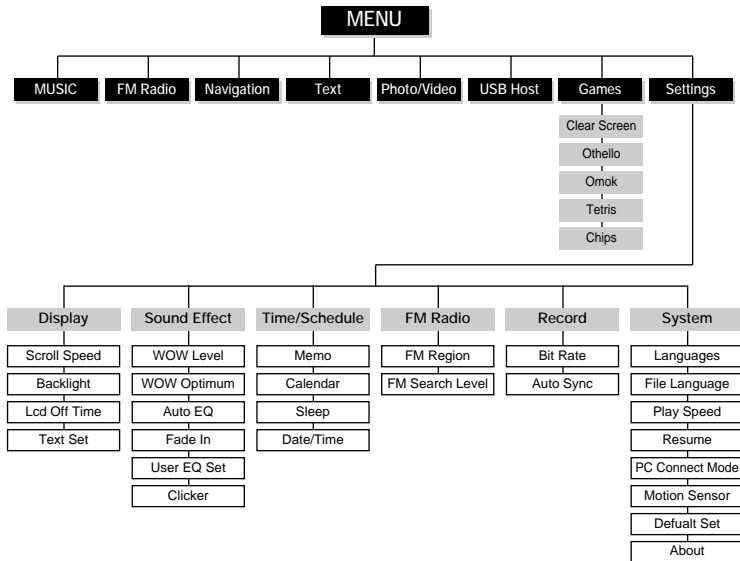 MENU
MUSIC
FM Radio
Navigation
Text
Photo/Video
USB Host
Games
Settings
Clear Screen
Othello
Omok
Tetris
Chips
Display
Scroll Speed
Backlight
Lcd Off Time
Text Set
Sound Effect
WOW Level
WOW Optimum
Auto EQ
Fade In
User EQ Set
Clicker
Time/Schedule
Memo
Calendar
Sleep
Date/Time
FM Radio
FM Region
FM Search Level
Record
Bit Rate
Auto Sync
System
Languages
File Language
Play Speed
Resume
PC Connect Mode
Motion Sensor
Defualt Set
About